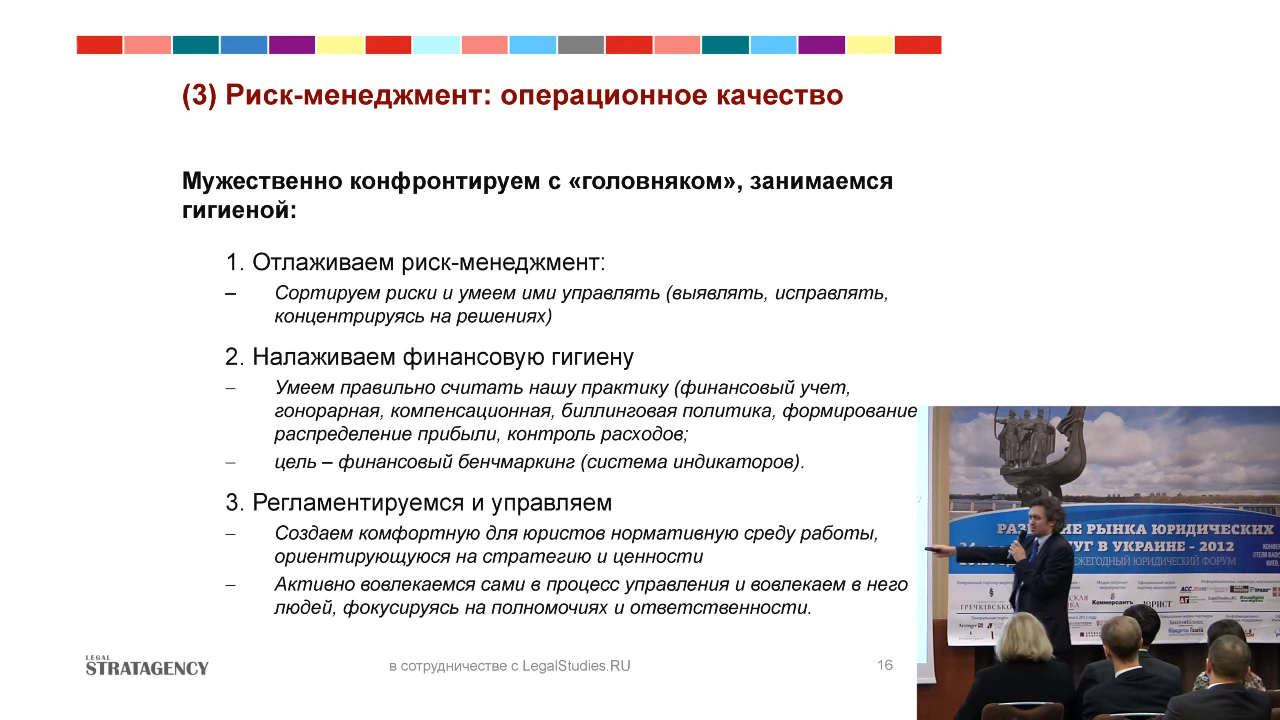 (3) Риск-менеджмент: операционное качество
Мужественно конфронтируем с «головняком», занимаемся
гигиеной:
1. Отлаживаем риск-менеджмент:
– Сортируем риски и умеем ими управлять (выявлять, исправлять,
концентрируясь на решениях)
2. Налаживаем финансовую гигиену
– Умеем правильно считать нашу практику (финансовый учет,
гонорарная, компенсационная, биллинговая политика, формирование
распределение прибыли, контроль расходов;
– цель – финансовый бенчмаркинг (система индикаторов).
3. Регламентируемся и управляем
– Создаем комфортную для юристов нормативную среду работы,
ориентирующуюся на стратегию и ценности
– Активно вовлекаемся сами в процесс управления и вовлекаем в него
людей, фокусируясь на полномочиях и ответственности.
LEGAL
STRATAGENCY
в сотрудничестве с LegalStudies.RU
16
РЫНКА ЮРИДИЧЕСКИХ
В УКРАИНЕ - 2012
ЕЖЕГОДНЫЙ ЮРИДИЧЕСКИЙ ФОРУМ
ГРЕЧКІВСЬКО
Коммерсантъ
ЮРИСТ